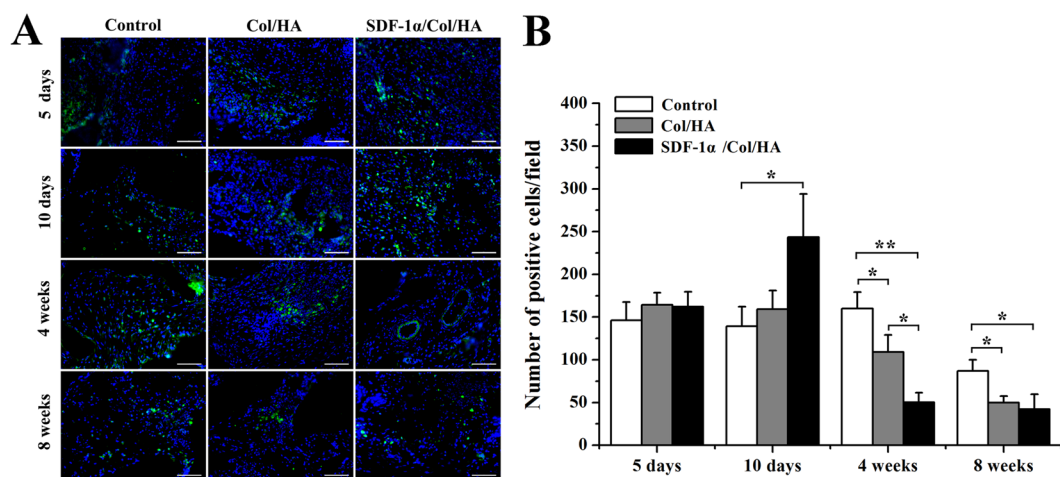 A
Control
Col/HA
SDF-1α/Col/HA
5 days
10 days
4 weeks
8 weeks
B
Number of positive cells/field
400
350
300
250
200
150
100
50
0
Control
Col/HA
SDF-1α /Col/HA
*
**
*
*
*
*
5 days
10 days
4 weeks
8 weeks